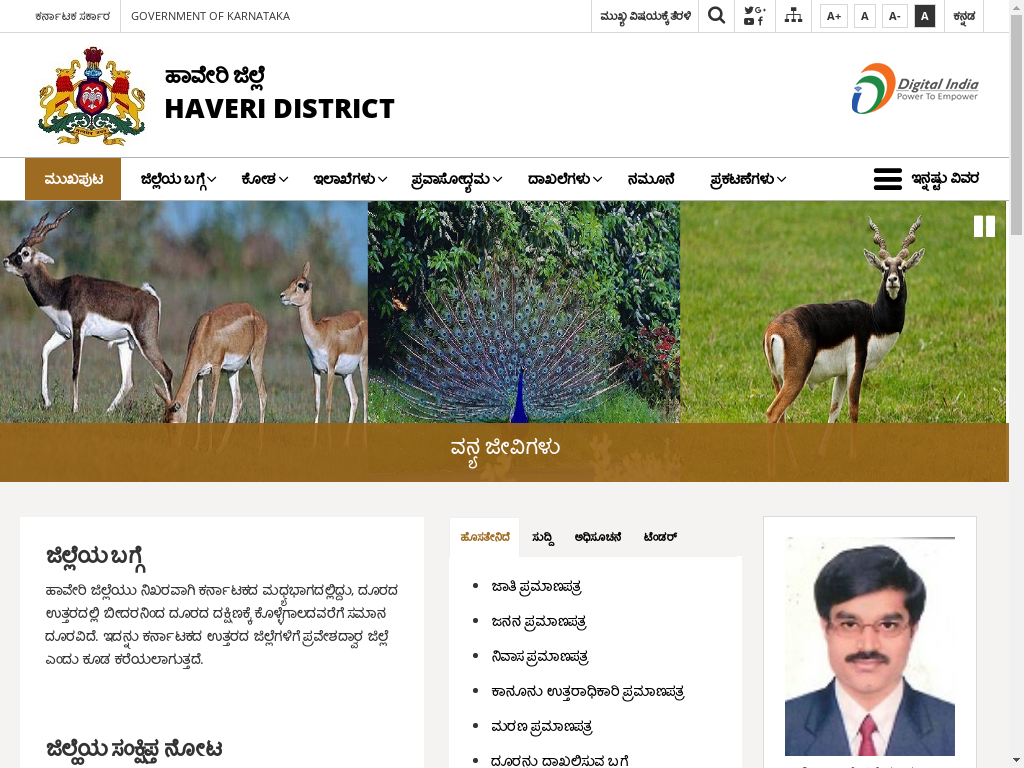 ಕರ್ನಾಟಕ ಸರ್ಕಾರ GOVERNMENT OF KARNATAKA ಮುಖ್ಯ ವಿಷಯಕ್ಕೆ ತೆರಳಿ A+ A A- A ಕನ್ನಡ
ಹಾವೇರಿ ಜಿಲ್ಲೆ
HAVERI DISTRICT
Digital India
Power To Empower
ಮುಖಪುಟ ಜಿಲ್ಲೆಯ ಬಗ್ಗೆ ಕೋಶ ಇಲಾಖೆಗಳು ಪ್ರವಾಸೋದ್ಯಮ ದಾಖಲೆಗಳು ನಮೂನೆ ಪ್ರಕಟಣೆಗಳು ಇನ್ನಷ್ಟು ವಿವರ
ವನ್ಯ ಜೀವಿಗಳು
ಜಿಲ್ಲೆಯ ಬಗ್ಗೆ
ಹಾವೇರಿ ಜಿಲ್ಲೆಯು ನಿಖರವಾಗಿ ಕರ್ನಾಟಕದ ಮಧ್ಯಭಾಗದಲ್ಲಿದ್ದು, ದೂರದ
ಉತ್ತರದಲ್ಲಿ ಬೀದರನಿಂದ ದೂರದ ದಕ್ಷಿಣಕ್ಕೆ ಕೊಳ್ಳೆಗಾಲದವರೆಗೆ ಸಮಾನ
ದೂರವಿದೆ. ಇದನ್ನು ಕರ್ನಾಟಕದ ಉತ್ತರದ ಜಿಲ್ಲೆಗಳಿಗೆ ಪ್ರವೇಶದ್ವಾರ ಜಿಲ್ಲೆ
ಎಂದು ಕೂಡ ಕರೆಯಲಾಗುತ್ತದೆ.
ಜಿಲ್ಲೆಯ ಸಂಕ್ಷಿಪ್ತ ನೋಟ
ಹೊಸತೇನಿದೆ ಸುದ್ದಿ ಅಧಿಸೂಚನೆ ಟೆಂಡರ್
ಜಾತಿ ಪ್ರಮಾಣಪತ್ರ
ಜನನ ಪ್ರಮಾಣಪತ್ರ
ನಿವಾಸ ಪ್ರಮಾಣಪತ್ರ
ಕಾನೂನು ಉತ್ತರಾಧಿಕಾರಿ ಪ್ರಮಾಣಪತ್ರ
ಮರಣ ಪ್ರಮಾಣಪತ್ರ
ದೂರನ್ನು ದಾಖಲಿಸುವ ಬಗೆ